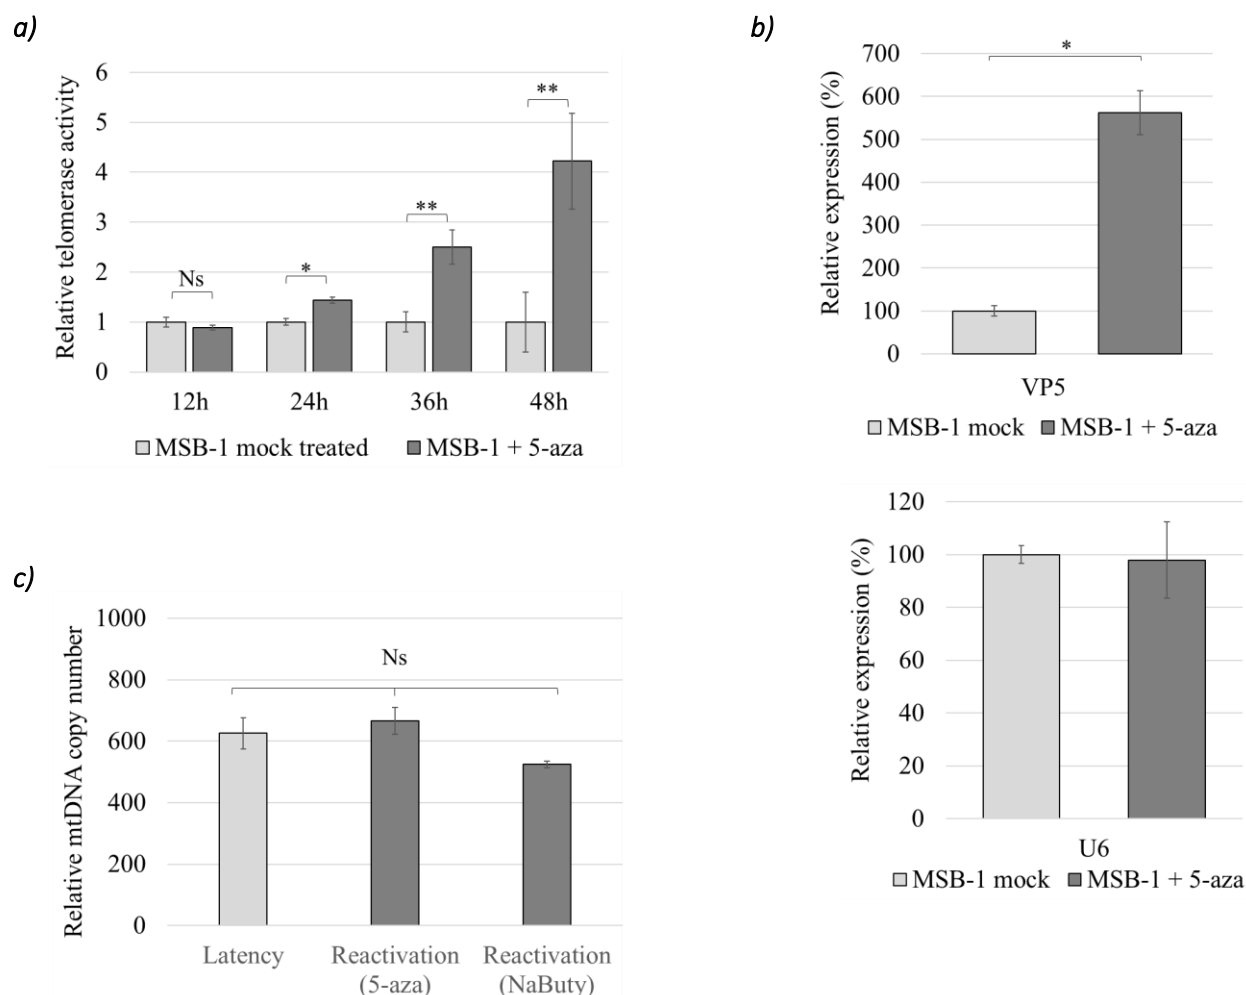 a)
Relative telomerase activity
6
5
4
3
2
1
0
Ns
*
**
**
12h 24h 36h 48h
MSB-1 mock treated MSB-1 + 5-aza
b)
Relative expression (%)
700
600
500
400
300
200
100
0
*
VP5
MSB-1 mock MSB-1 + 5-aza
Relative expression (%)
120
100
80
60
40
20
0
U6
MSB-1 mock MSB-1 + 5-aza
c)
Relative mtDNA copy number
1000
800
600
400
200
0
Ns
Latency Reactivation Reactivation
(5-aza) (NaButy)